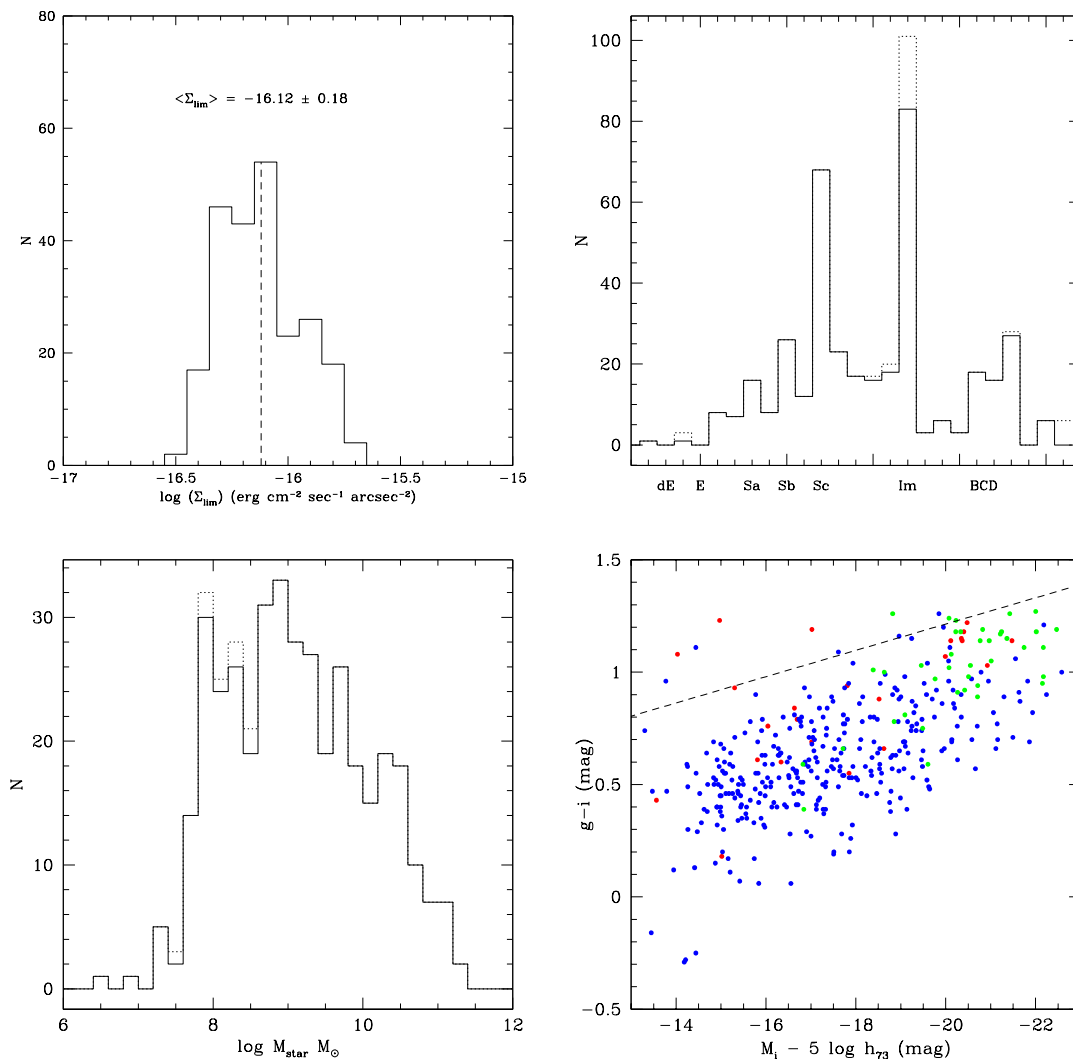 80
60
40
20
0
N
<Σlim> = −16.12 ± 0.18
−17
−16.5
−16
−15.5
−15
log (Σlim) (erg cm⁻² sec⁻¹ arcsec⁻²)
100
80
60
40
20
0
N
dE
E
Sa
Sb
Sc
Im
BCD
30
20
10
0
N
6
8
10
12
log Mstar M⊙
1.5
1
0.5
0
−0.5
g−i (mag)
−14
−16
−18
−20
−22
Mi − 5 log h73 (mag)